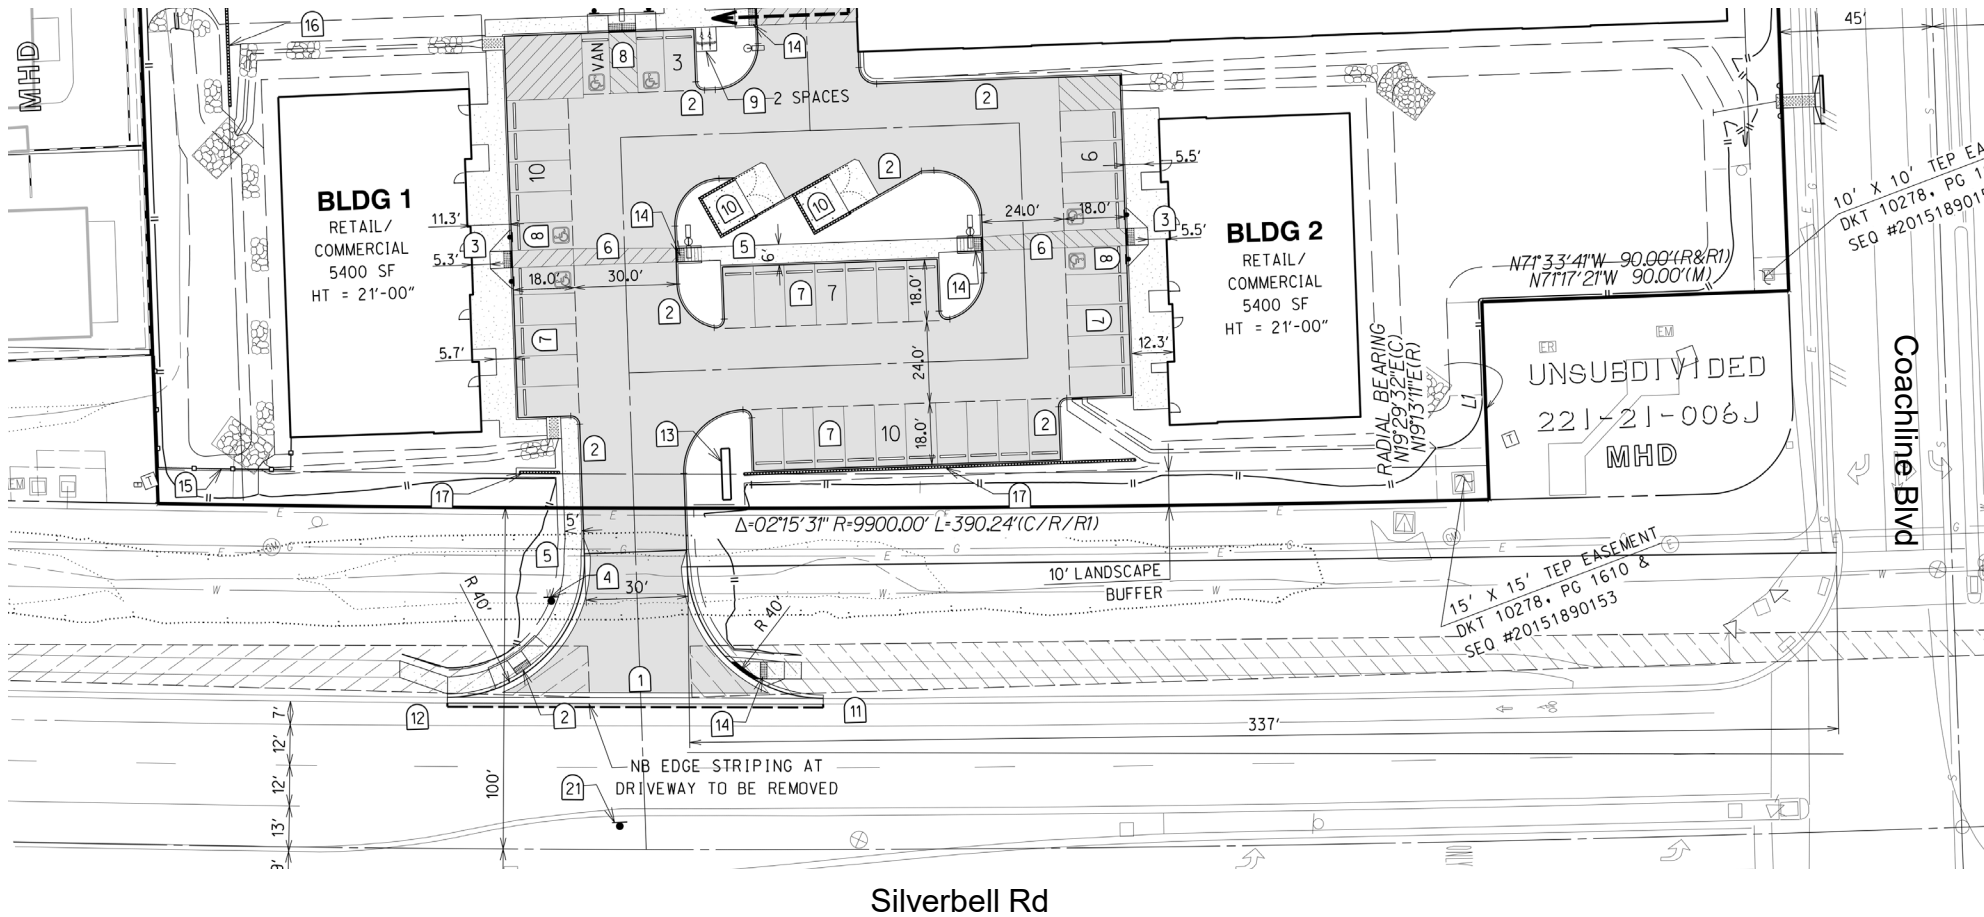 16
MHD
VAN
8
3
14
9
2 SPACES
2
2
45'
10
2
6
5.5'
10' X 10' TEP EA
DKT 10278, PG 1
SEQ #2015189015
BLDG 1
RETAIL/
COMMERCIAL
5400 SF
HT = 21'-00"
11.3'
3
5.3'
8
6
14
10
10
5
6'
24.0'
18.0'
3
5.5'
6
8
BLDG 2
RETAIL/
COMMERCIAL
5400 SF
HT = 21'-00"
N71°33'41"W 90.00'(R&R1)
N71°17'21"W 90.00'(M)
18.0'
30.0'
2
7
7
18.0'
14
7
5.7'
7
12.3'
24.0'
RADIAL BEARING
N19°29'32"E(C)
N19°13'11"E(R)
L1
EM
ER
UNSUBDIVIDED
221-21-006J
MHD
T
Coachline Blvd
13
2
7
10
18.0'
2
15
T
EM
17
17
Δ=02°15'31" R=9900.00' L=390.24'(C/R/R1)
5'
5
4
R 40'
30'
R 40'
10' LANDSCAPE
BUFFER
15' X 15' TEP EASEMENT
DKT 10278, PG 1610 &
SEQ #20151890153
E
G
W
E
G
W
E
G
W
E
1
12
2
14
11
7'
12'
12'
13'
9'
100'
337'
NB EDGE STRIPING AT
DRIVEWAY TO BE REMOVED
21
Silverbell Rd